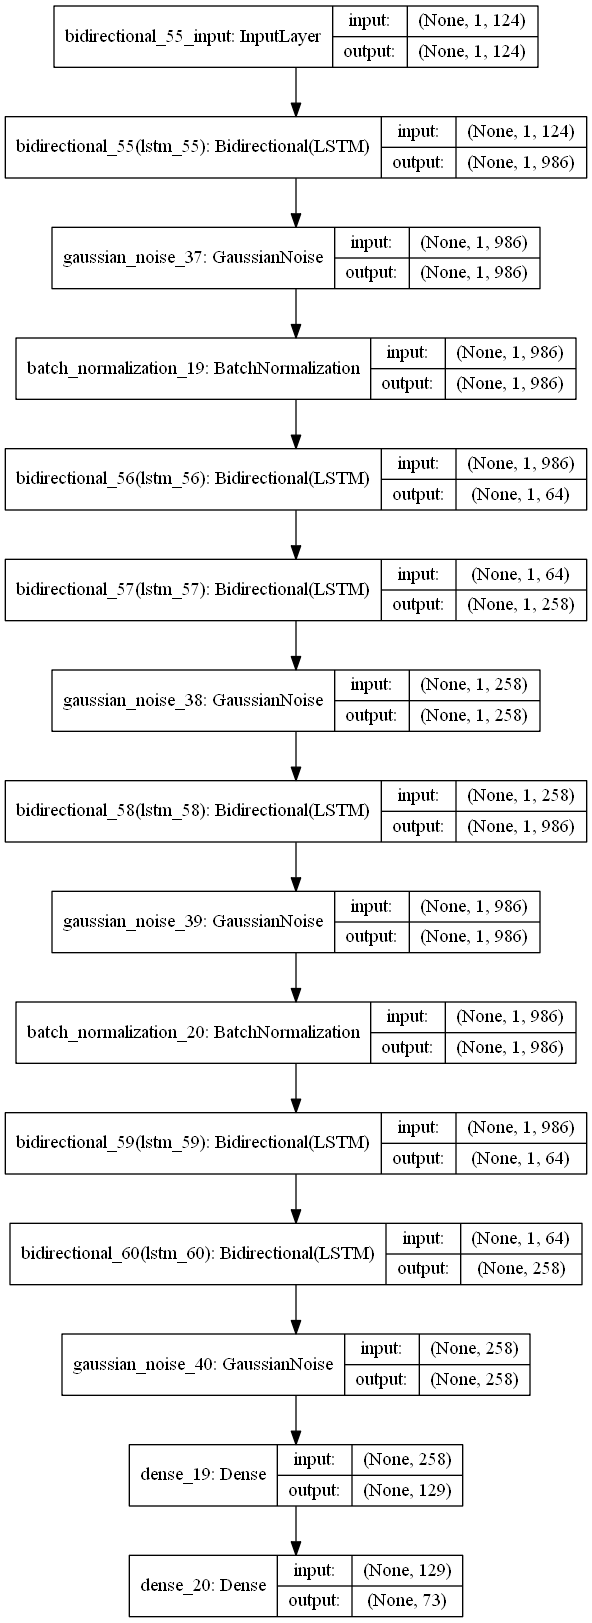 bidirectional_55_input: InputLayer
input: (None, 1, 124)
output: (None, 1, 124)
bidirectional_55(lstm_55): Bidirectional(LSTM)
input: (None, 1, 124)
output: (None, 1, 986)
gaussian_noise_37: GaussianNoise
input: (None, 1, 986)
output: (None, 1, 986)
batch_normalization_19: BatchNormalization
input: (None, 1, 986)
output: (None, 1, 986)
bidirectional_56(lstm_56): Bidirectional(LSTM)
input: (None, 1, 986)
output: (None, 1, 64)
bidirectional_57(lstm_57): Bidirectional(LSTM)
input: (None, 1, 64)
output: (None, 1, 258)
gaussian_noise_38: GaussianNoise
input: (None, 1, 258)
output: (None, 1, 258)
bidirectional_58(lstm_58): Bidirectional(LSTM)
input: (None, 1, 258)
output: (None, 1, 986)
gaussian_noise_39: GaussianNoise
input: (None, 1, 986)
output: (None, 1, 986)
batch_normalization_20: BatchNormalization
input: (None, 1, 986)
output: (None, 1, 986)
bidirectional_59(lstm_59): Bidirectional(LSTM)
input: (None, 1, 986)
output: (None, 1, 64)
bidirectional_60(lstm_60): Bidirectional(LSTM)
input: (None, 1, 64)
output: (None, 258)
gaussian_noise_40: GaussianNoise
input: (None, 258)
output: (None, 258)
dense_19: Dense
input: (None, 258)
output: (None, 129)
dense_20: Dense
input: (None, 129)
output: (None, 73)